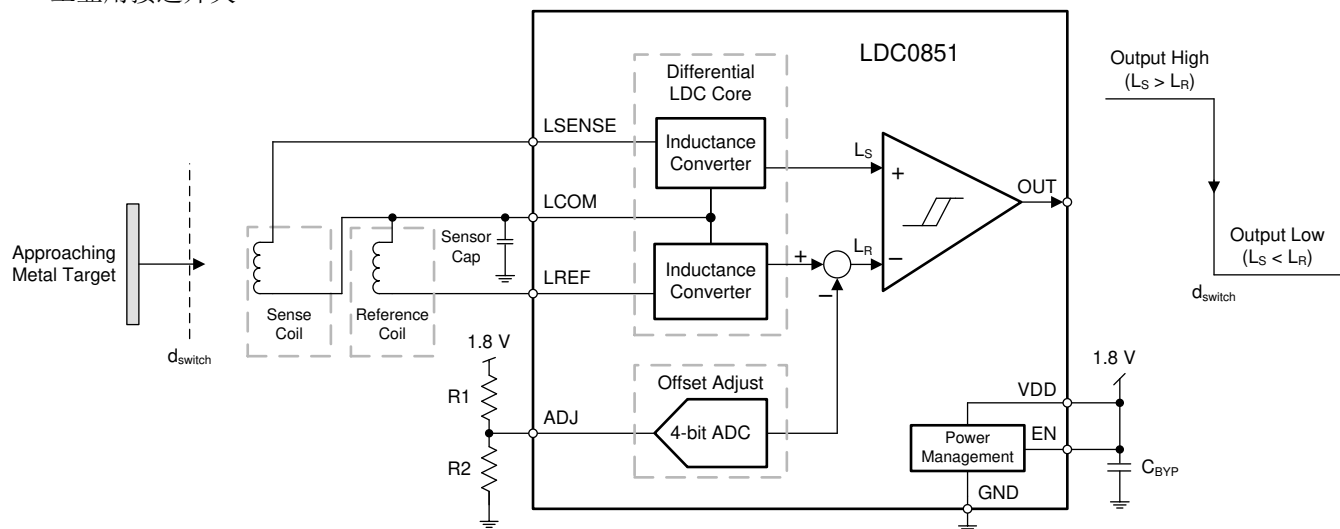 LDC0851
Differential
LDC Core
Inductance
Converter
Inductance
Converter
LSENSE
LCOM
LREF
Sensor
Cap
Approaching
Metal Target
dswitch
Sense
Coil
Reference
Coil
1.8 V
R1
R2
ADJ
Offset Adjust
4-bit ADC
LS
LR
+
−
+
−
OUT
Output High
(LS > LR)
Output Low
(LS < LR)
dswitch
1.8 V
VDD
EN
Power
Management
GND
CBYP